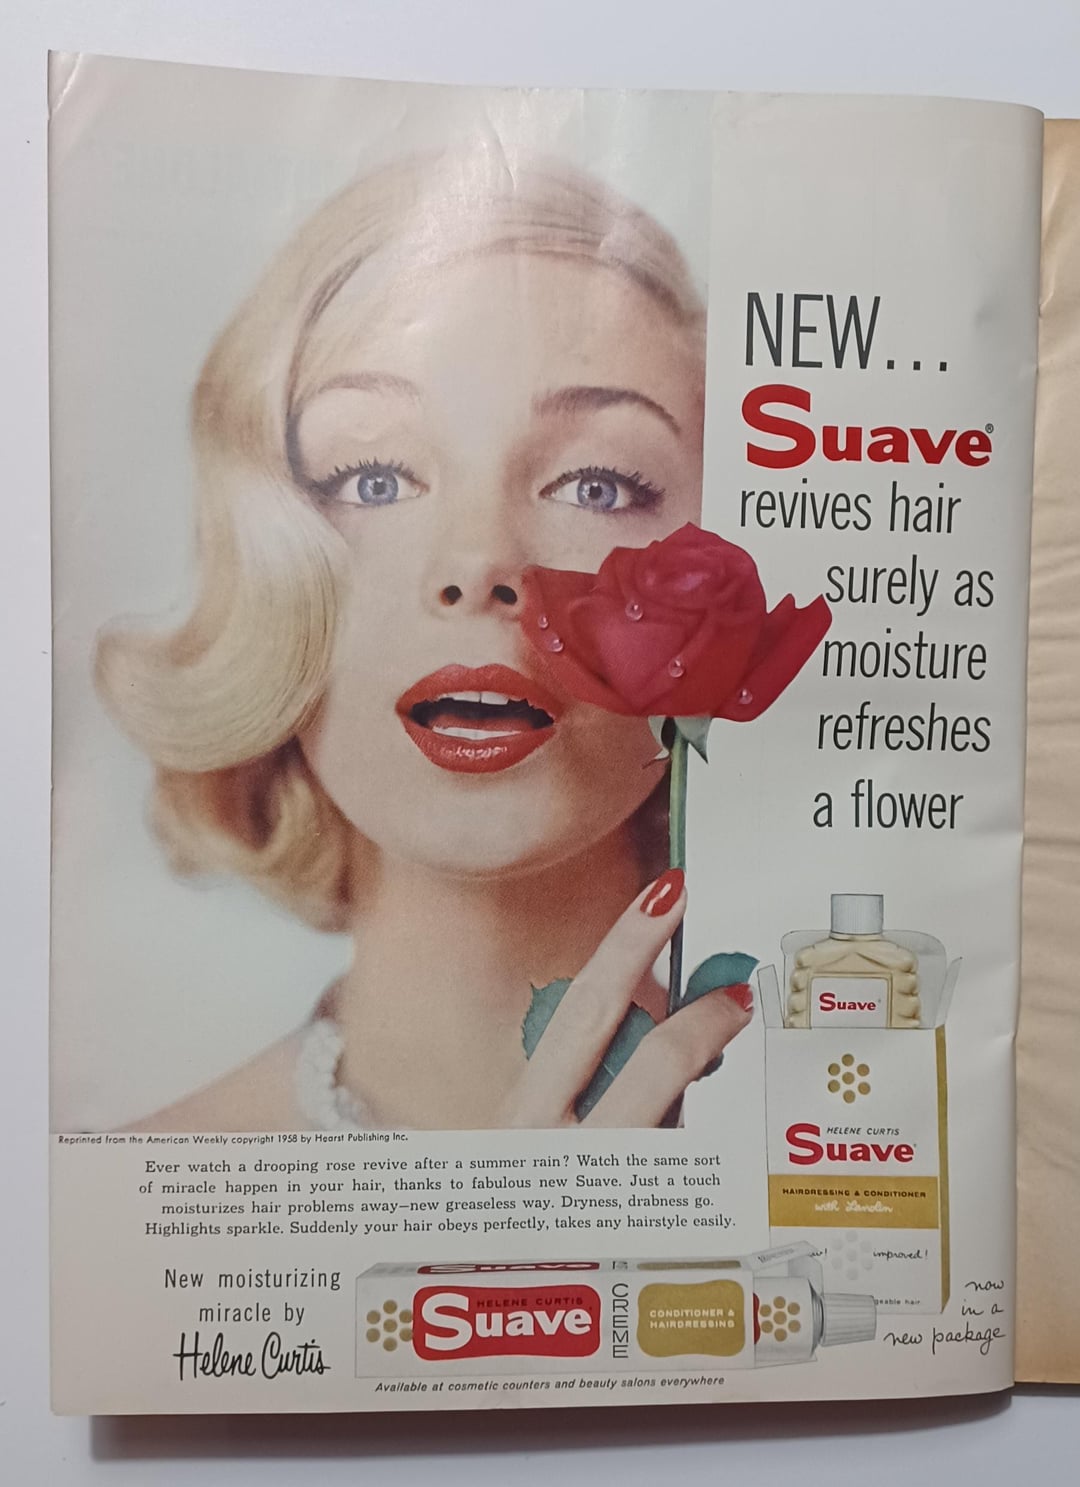 NEW...
Suave®
revives hair
surely as
moisture
refreshes
a flower
Suave
HELENE CURTIS
Suave
HAIRDRESSING & CONDITIONER
with Lanolin
improved!
now
in a
new package
Reprinted from the American Weekly copyright 1958 by Hearst Publishing Inc.
Ever watch a drooping rose revive after a summer rain? Watch the same sort
of miracle happen in your hair, thanks to fabulous new Suave. Just a touch
moisturizes hair problems away—new greaseless way. Dryness, drabness go.
Highlights sparkle. Suddenly your hair obeys perfectly, takes any hairstyle easily.
New moisturizing
miracle by
Helene Curtis
Suave
HELENE CURTIS
Suave
CREME
CONDITIONER &
HAIRDRESSING
Available at cosmetic counters and beauty salons everywhere